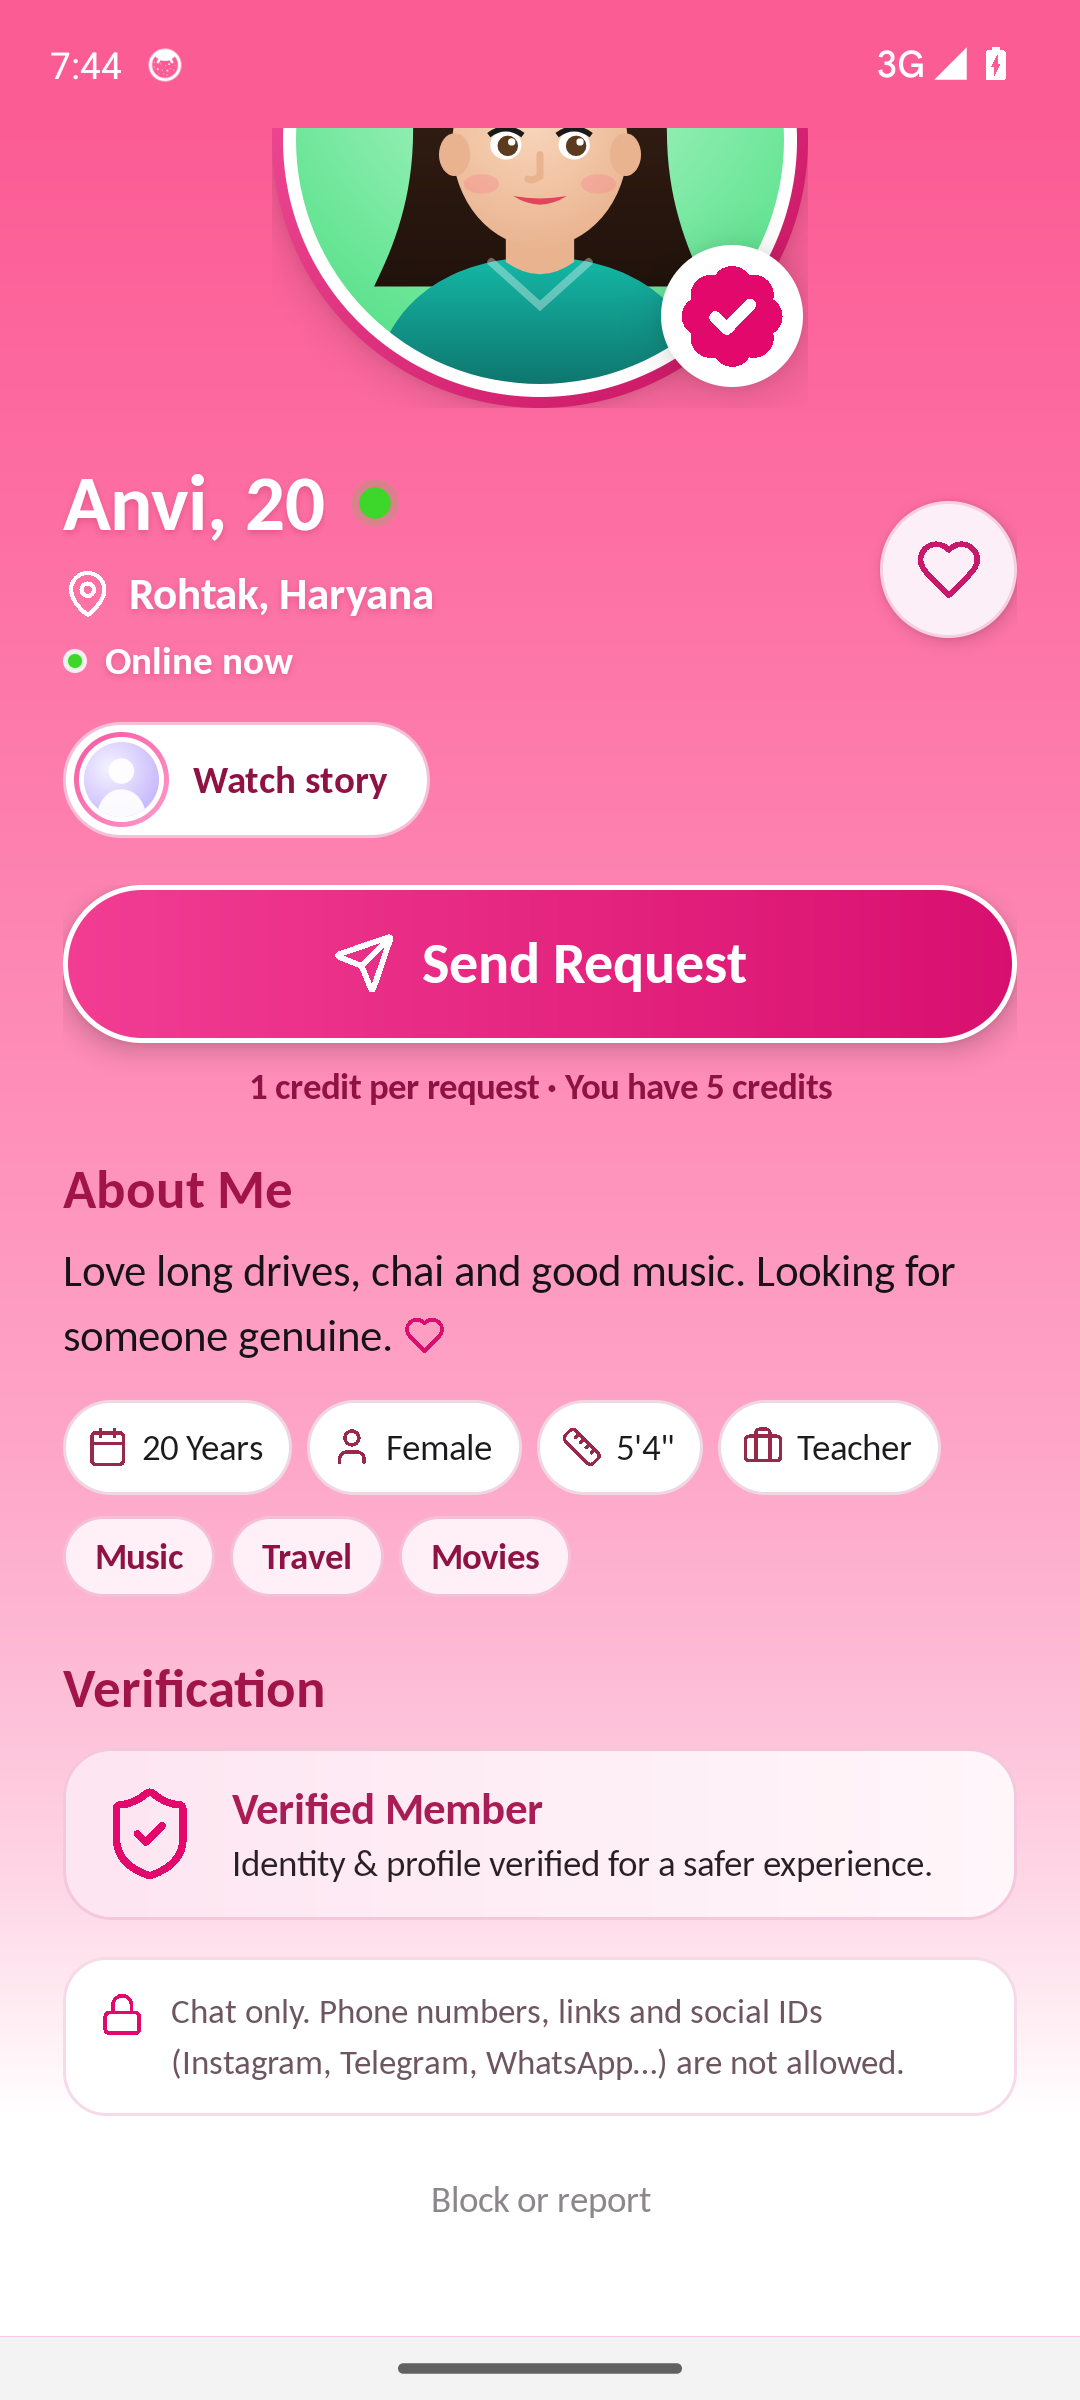 7:44
3G
Anvi, 20
Rohtak, Haryana
Online now
Watch story
Send Request
1 credit per request · You have 5 credits
About Me
Love long drives, chai and good music. Looking for
someone genuine.
20 Years
Female
5'4"
Teacher
Music
Travel
Movies
Verification
Verified Member
Identity & profile verified for a safer experience.
Chat only. Phone numbers, links and social IDs
(Instagram, Telegram, WhatsApp...) are not allowed.
Block or report